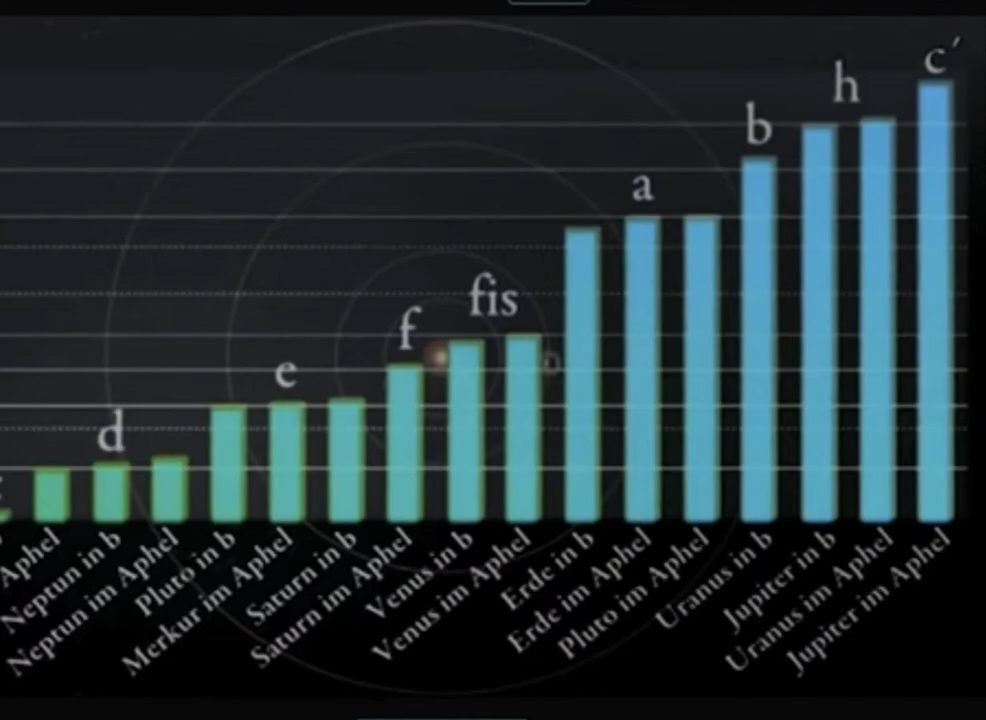 c´
h
b
a
fis
f
e
d
Aphel
Neptun in b
Neptun im Aphel
Pluto in b
Merkur im Aphel
Saturn in b
Saturn im Aphel
Venus in b
Venus im Aphel
Erde in b
Erde im Aphel
Pluto im Aphel
Uranus in b
Jupiter in b
Uranus im Aphel
Jupiter im Aphel